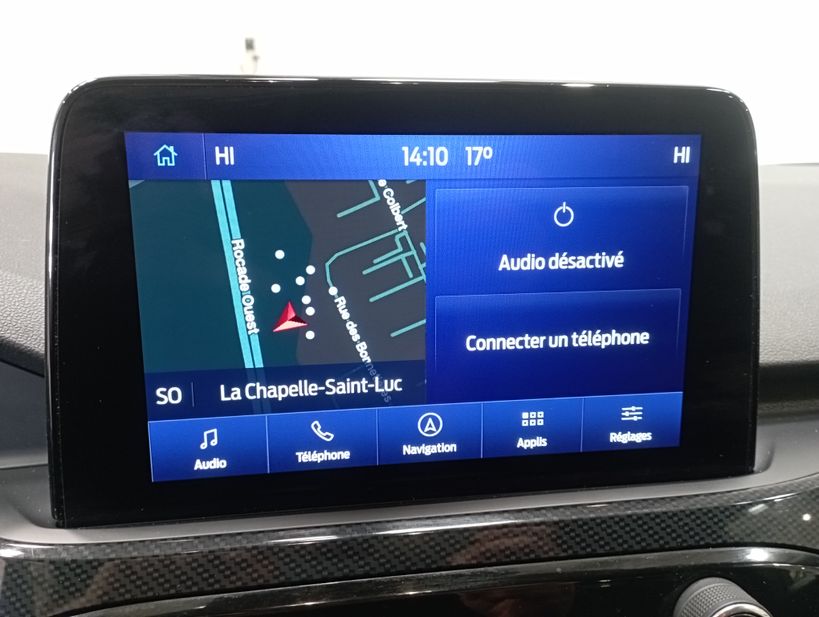 HI 14:10 17º HI
e Colbert
Rocade Ouest
Rue des Bonnetières
Audio désactivé
Connecter un téléphone
SO La Chapelle-Saint-Luc
Audio Téléphone Navigation Applis Réglages